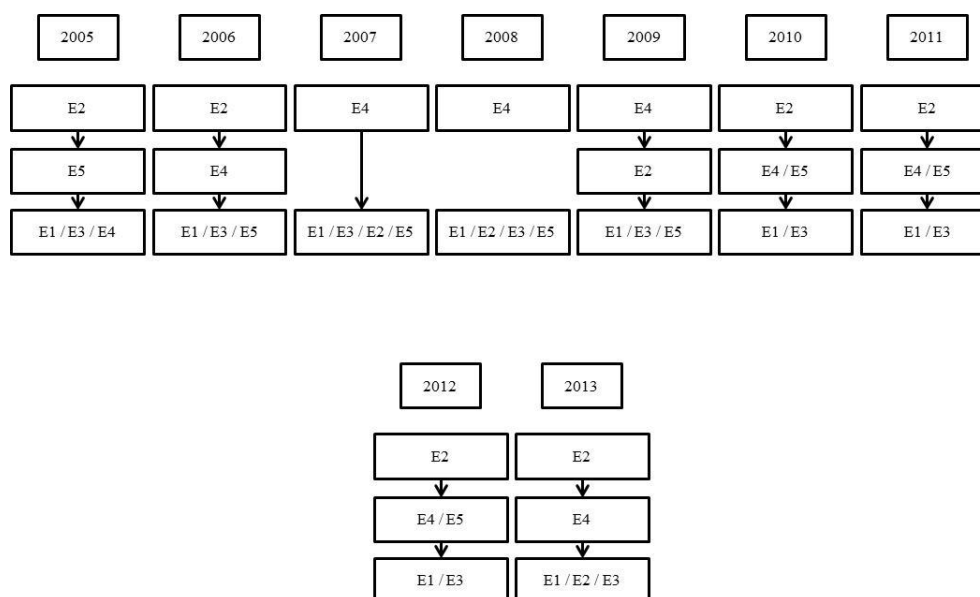 2005 2006 2007 2008 2009 2010 2011
E2 E2 E4 E4 E4 E2 E2
E5 E4 E2 E4 / E5 E4 / E5
E1 / E3 / E4 E1 / E3 / E5 E1 / E3 / E2 / E5 E1 / E2 / E3 / E5 E1 / E3 / E5 E1 / E3 E1 / E3
2012 2013
E2 E2
E4 / E5 E4
E1 / E3 E1 / E2 / E3